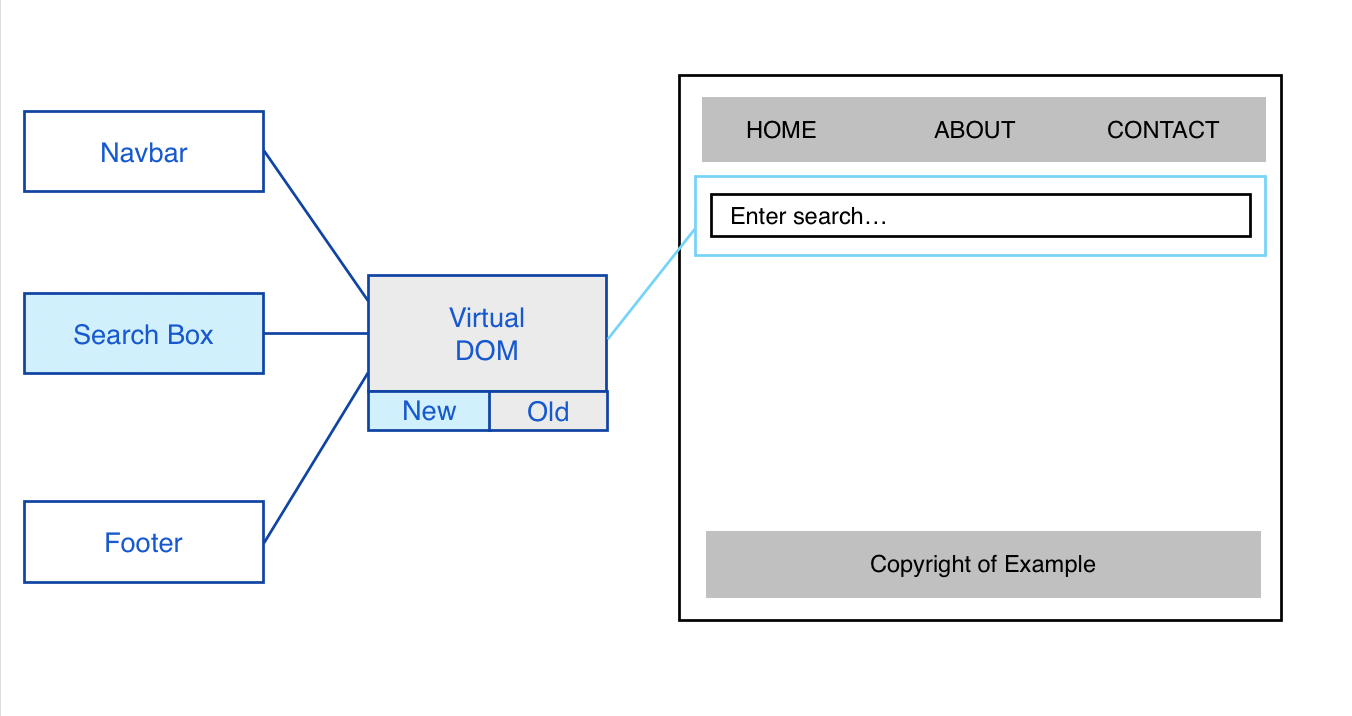 Navbar
Search Box
Footer
Virtual
DOM
New
Old
HOME
ABOUT
CONTACT
Enter search…
Copyright of Example